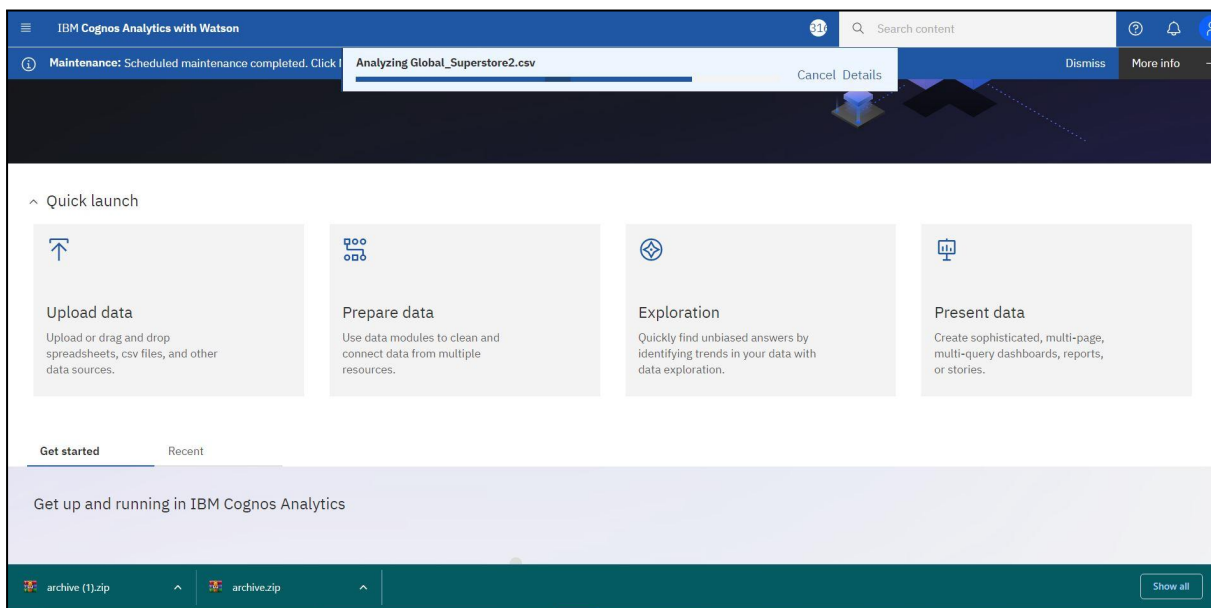 IBM Cognos Analytics with Watson
Search content
Maintenance: Scheduled maintenance completed. Click
Analyzing Global_Superstore2.csv
Cancel Details
Dismiss
More info
Quick launch
Upload data
Upload or drag and drop
spreadsheets, csv files, and other
data sources.
Prepare data
Use data modules to clean and
connect data from multiple
resources.
Exploration
Quickly find unbiased answers by
identifying trends in your data with
data exploration.
Present data
Create sophisticated, multi-page,
multi-query dashboards, reports,
or stories.
Get started
Recent
Get up and running in IBM Cognos Analytics
archive (1).zip
archive.zip
Show all